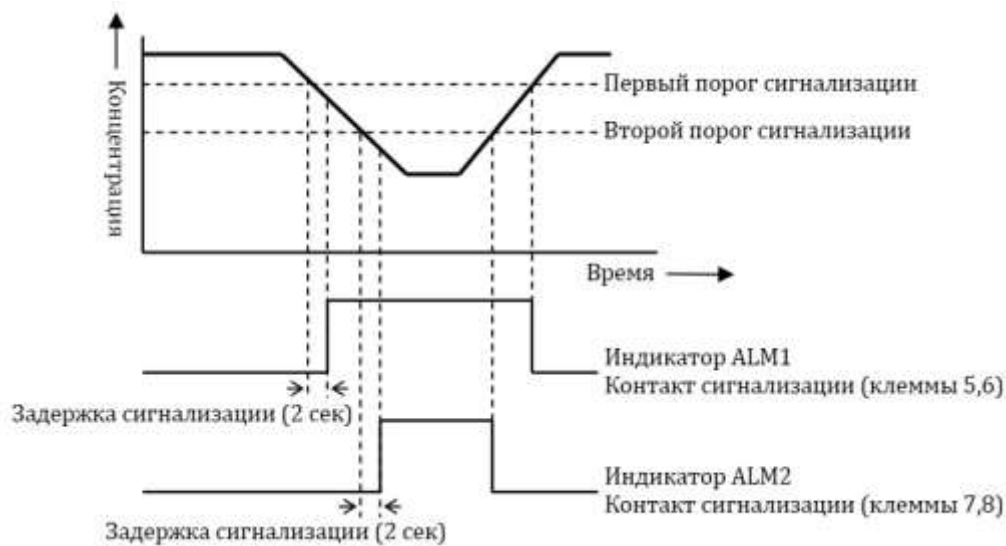 Концентрация
Первый порог сигнализации
Второй порог сигнализации
Время
Индикатор ALM1
Контакт сигнализации (клеммы 5,6)
Задержка сигнализации (2 сек)
Индикатор ALM2
Контакт сигнализации (клеммы 7,8)
Задержка сигнализации (2 сек)